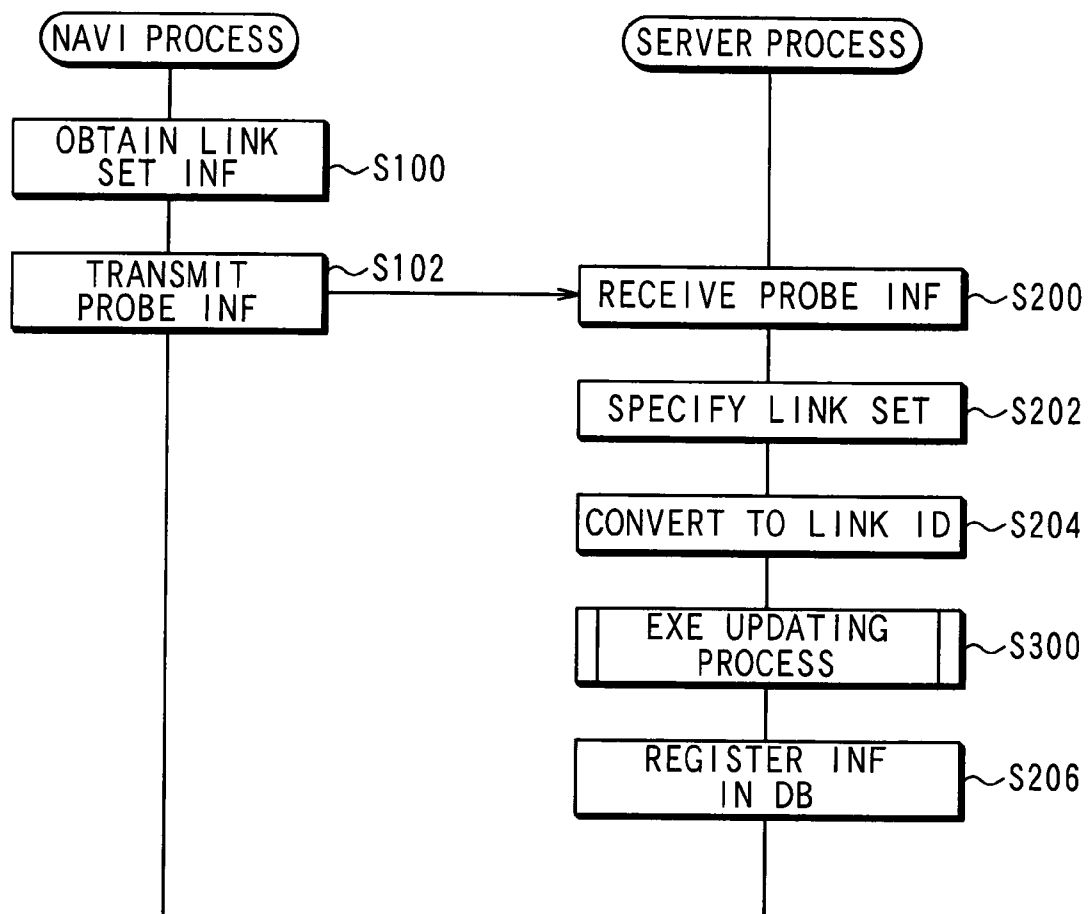 NAVI PROCESS
SERVER PROCESS
OBTAIN LINK
SET INF
S100
TRANSMIT
PROBE INF
S102
RECEIVE PROBE INF
S200
SPECIFY LINK SET
S202
CONVERT TO LINK ID
S204
EXE UPDATING
PROCESS
S300
REGISTER INF
IN DB
S206